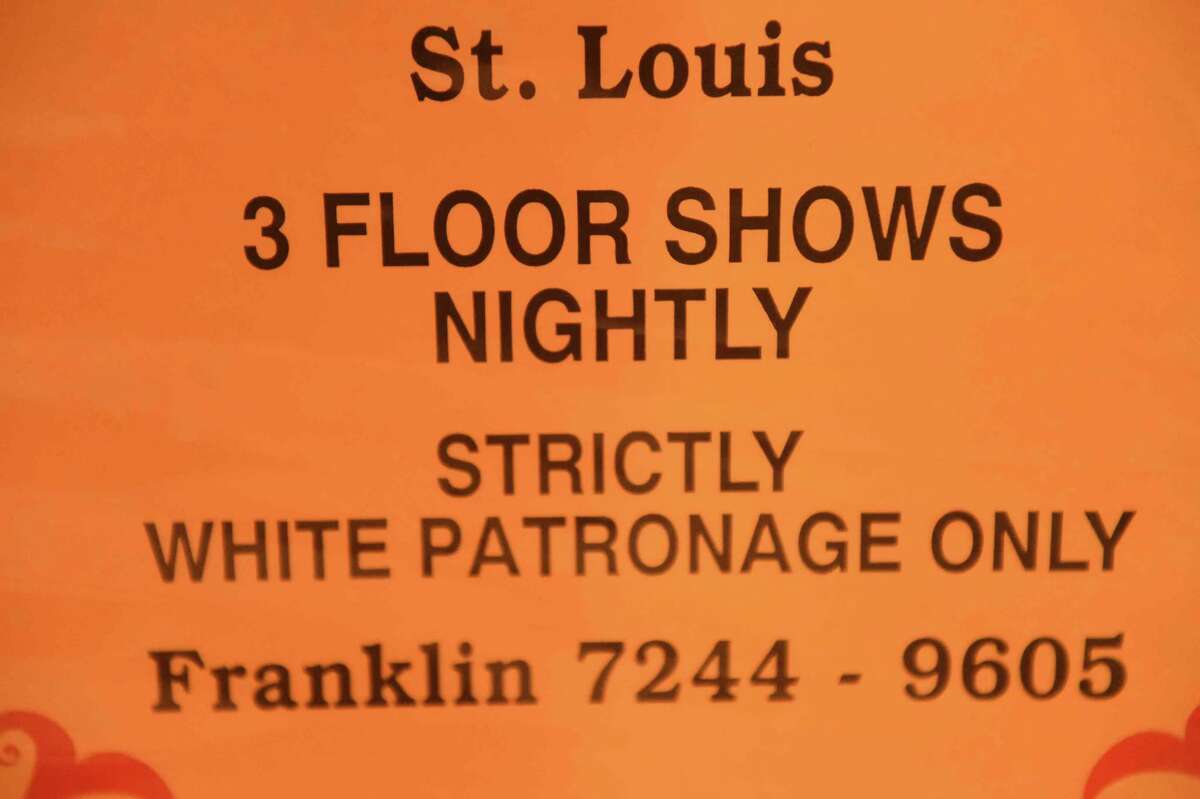 St. Louis
3 FLOOR SHOWS
NIGHTLY
STRICTLY
WHITE PATRONAGE ONLY
Franklin 7244 - 9605